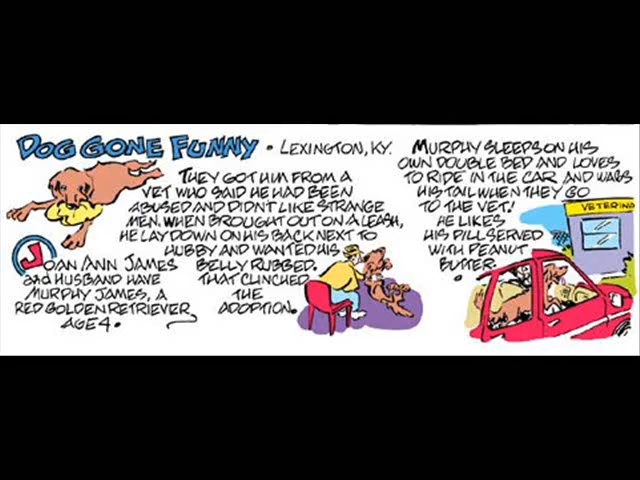 DOG GONE FUNNY • LEXINGTON, KY.
JOAN ANN JAMES
and HUSBAND HAVE
MURPHY JAMES, A
RED GOLDEN RETRIEVER
AGE 4.
THEY GOT HIM FROM A
VET WHO SAID HE HAD BEEN
ABUSED AND DIDNT LIKE STRANGE
MEN. WHEN BROUGHT OUT ON A LEASH,
HE LAY DOWN ON HIS BACK NEXT TO
HUBBY AND WANTED HIS
BELLY RUBBED.
THAT CLINCHED
THE
ADOPTION.
MURPHY SLEEPS ON HIS
OWN DOUBLE BED AND LOVES
TO RIDE IN THE CAR AND WAGS
HIS TAIL WHEN THEY GO
TO THE VET!
HE LIKES
HIS PILL SERVED
WITH PEANUT
BUTTER.
VETERINA